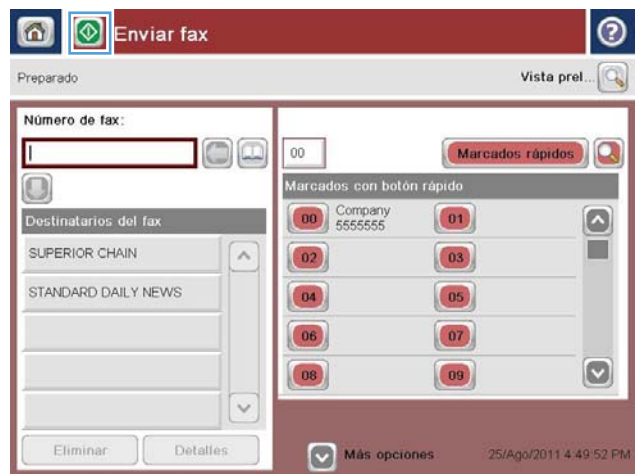 Enviar fax
Preparado
Vista prel...
Número de fax:
00
Marcados rápidos
Marcados con botón rápido
Destinatarios del fax
SUPERIOR CHAIN
STANDARD DAILY NEWS
00 Company 5555555 01
02 03
04 05
06 07
08 09
Eliminar Detalles
Más opciones
25/Ago/2011 4:49:52 PM